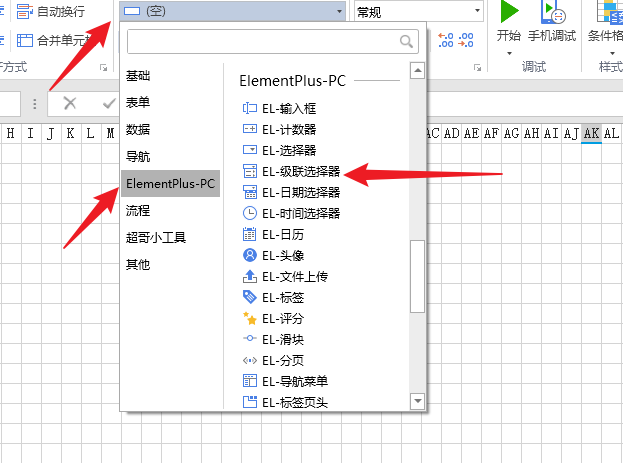 自动换行
(空)
常规
合并单元格
开始
手机调试
条件格
齐方式
调试
样式
H I J K L M
AC AD AE AF AG AH AI AJ AK AL
基础
表单
数据
导航
ElementPlus-PC
流程
超哥小工具
其他
ElementPlus-PC
EL-输入框
EL-计数器
EL-选择器
EL-级联选择器
EL-日期选择器
EL-时间选择器
EL-日历
EL-头像
EL-文件上传
EL-标签
EL-评分
EL-滑块
EL-分页
EL-导航菜单
EL-标签页头